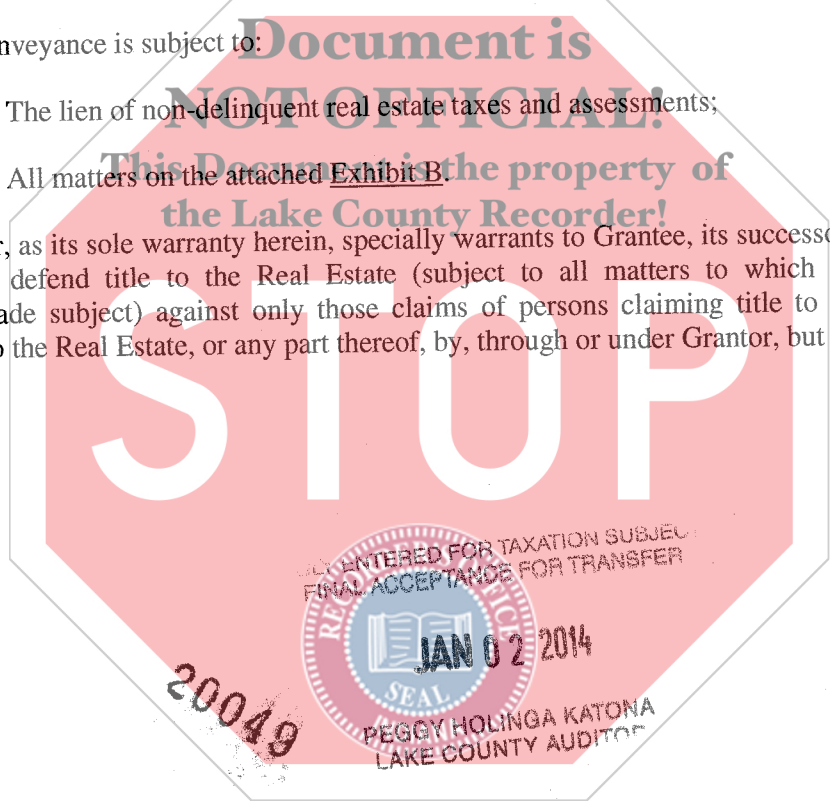 Document is
nveyance is subject to:
NOT OFFICIAL!
The lien of non-delinquent real estate taxes and assessments;
This Document is the property of
All matters on the attached Exhibit B.
the Lake County Recorder!
, as its sole warranty herein, specially warrants to Grantee, its success
defend title to the Real Estate (subject to all matters to which
ade subject) against only those claims of persons claiming title to
the Real Estate, or any part thereof, by, through or under Grantor, but
STOP
ENTERED FOR TAXATION SUBJEC
FINAL ACCEPTANCE FOR TRANSFER
RECORDER'S OFFICE
JAN 02 2014
SEAL
20049
PEGGY HOLINGA KATONA
LAKE COUNTY AUDITOR